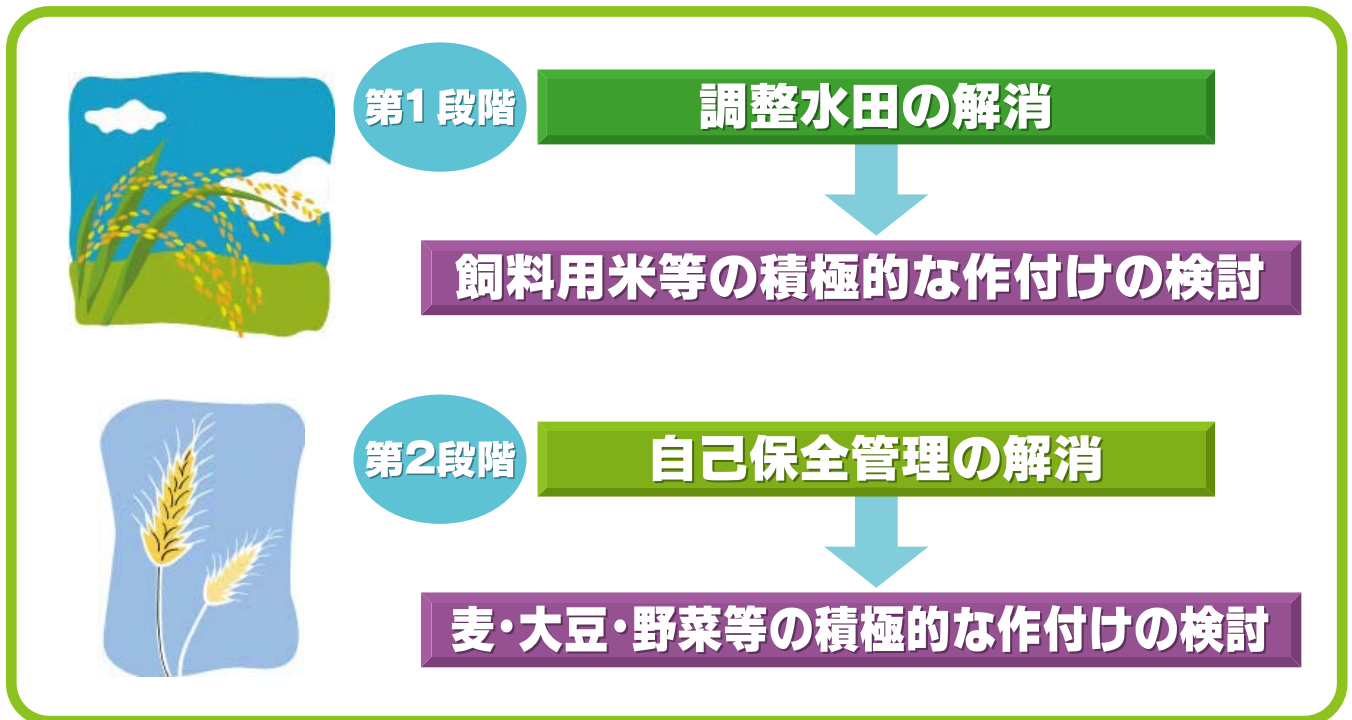 第1段階
調整水田の解消
飼料用米等の積極的な作付けの検討
第2段階
自己保全管理の解消
麦・大豆・野菜等の積極的な作付けの検討